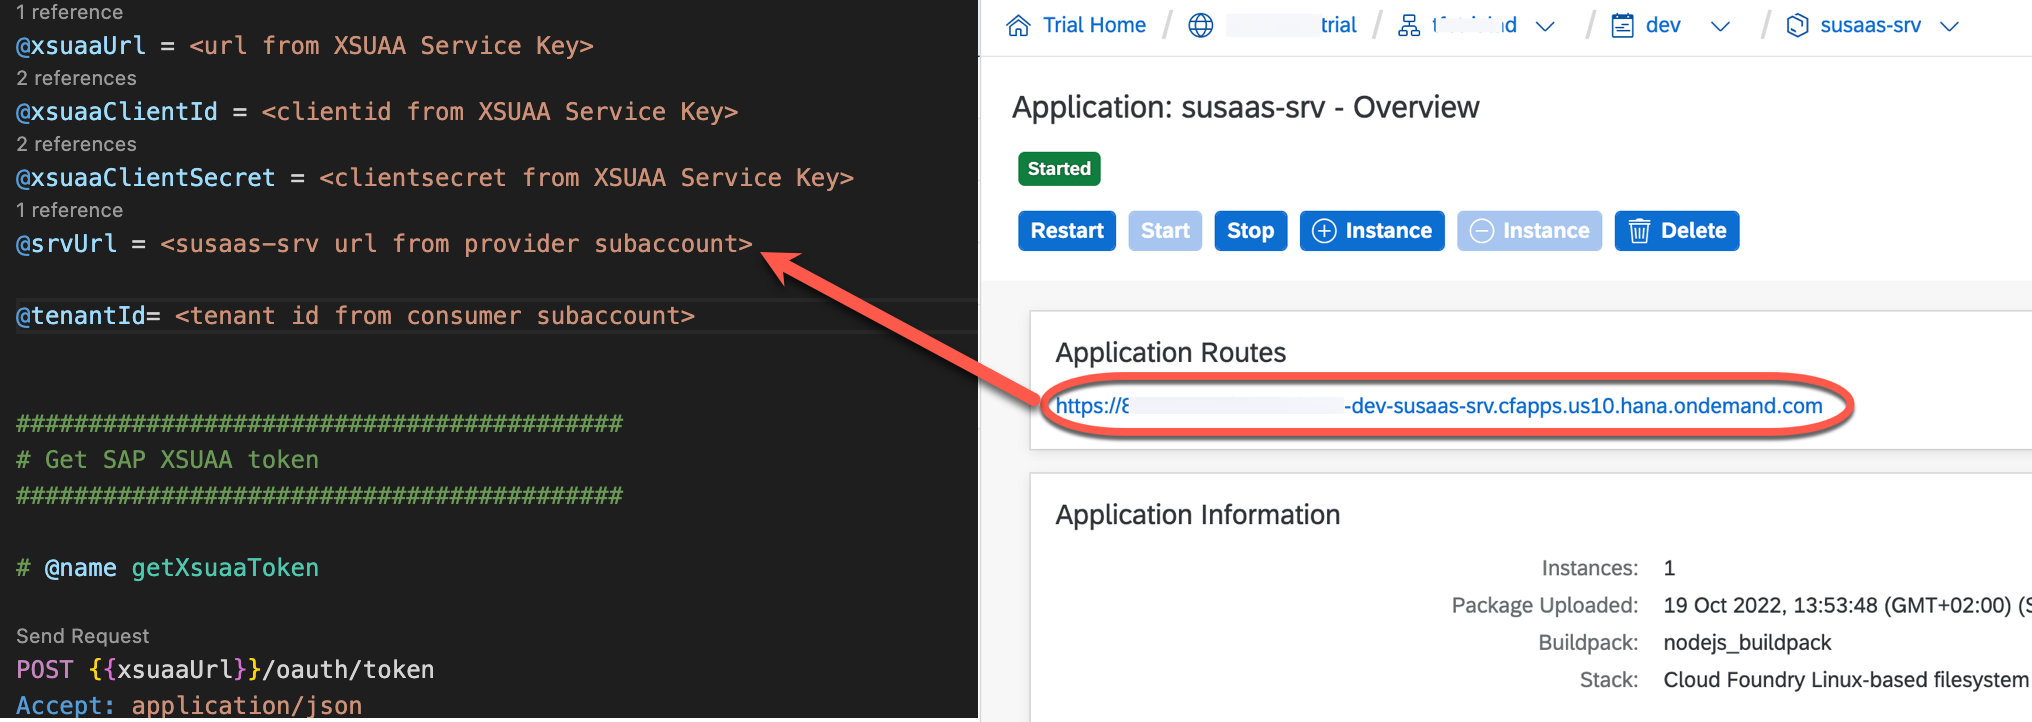 1 reference
@xsuaaUrl = <url from XSUAA Service Key>
2 references
@xsuaaClientId = <clientid from XSUAA Service Key>
2 references
@xsuaaClientSecret = <clientsecret from XSUAA Service Key>
1 reference
@srvUrl = <susaas-srv url from provider subaccount>
@tenantId= <tenant id from consumer subaccount>
##########################################
# Get SAP XSUAA token
##########################################
# @name getXsuaaToken
Send Request
POST {{xsuaaUrl}}/oauth/token
Accept: application/json
Trial Home / trial / / dev / susaas-srv
Application: susaas-srv - Overview
Started
Restart Start Stop Instance Instance Delete
Application Routes
https://8 -dev-susaas-srv.cfapps.us10.hana.ondemand.com
Application Information
Instances: 1
Package Uploaded: 19 Oct 2022, 13:53:48 (GMT+02:00) (S
Buildpack: nodejs_buildpack
Stack: Cloud Foundry Linux-based filesystem